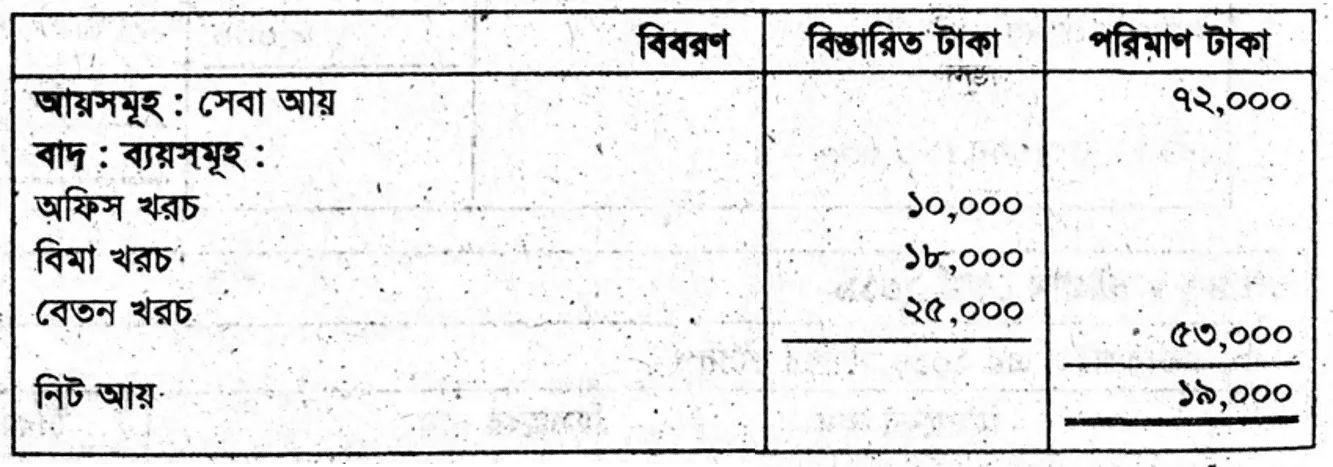 বিবরণ বিস্তারিত টাকা পরিমাণ টাকা
আয়সমূহ : সেবা আয় ৭২,০০০
বাদ : ব্যয়সমূহ :
অফিস খরচ ১০,০০০
বিমা খরচ ১৮,০০০
বেতন খরচ ২৫,০০০
৫৩,০০০
নিট আয় ১৯,০০০